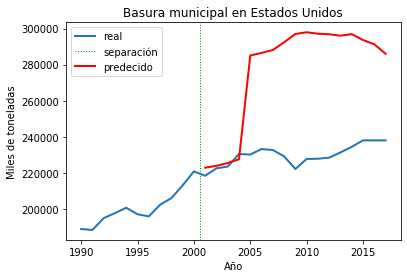 Basura municipal en Estados Unidos
real
separación
predecido
Miles de toneladas
300000
280000
260000
240000
220000
200000
1990
1995
2000
2005
2010
2015
Año